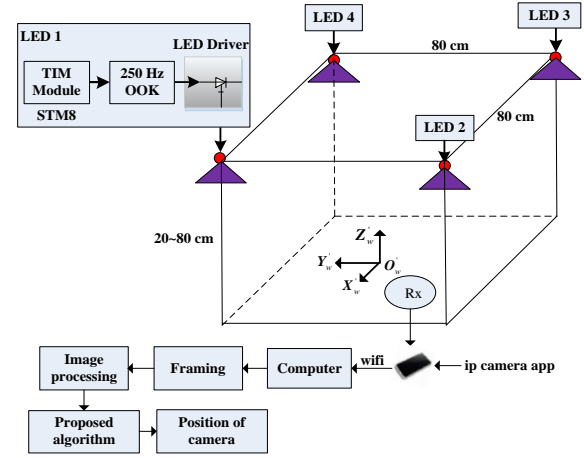 LED 1
LED Driver
TIM
Module
250 Hz
OOK
STM8
LED 4
LED 3
80 cm
LED 2
80 cm
20~80 cm
Z'w
Y'w
O'w
X'w
Rx
Image
processing
Framing
Computer
wifi
ip camera app
Proposed
algorithm
Position of
camera